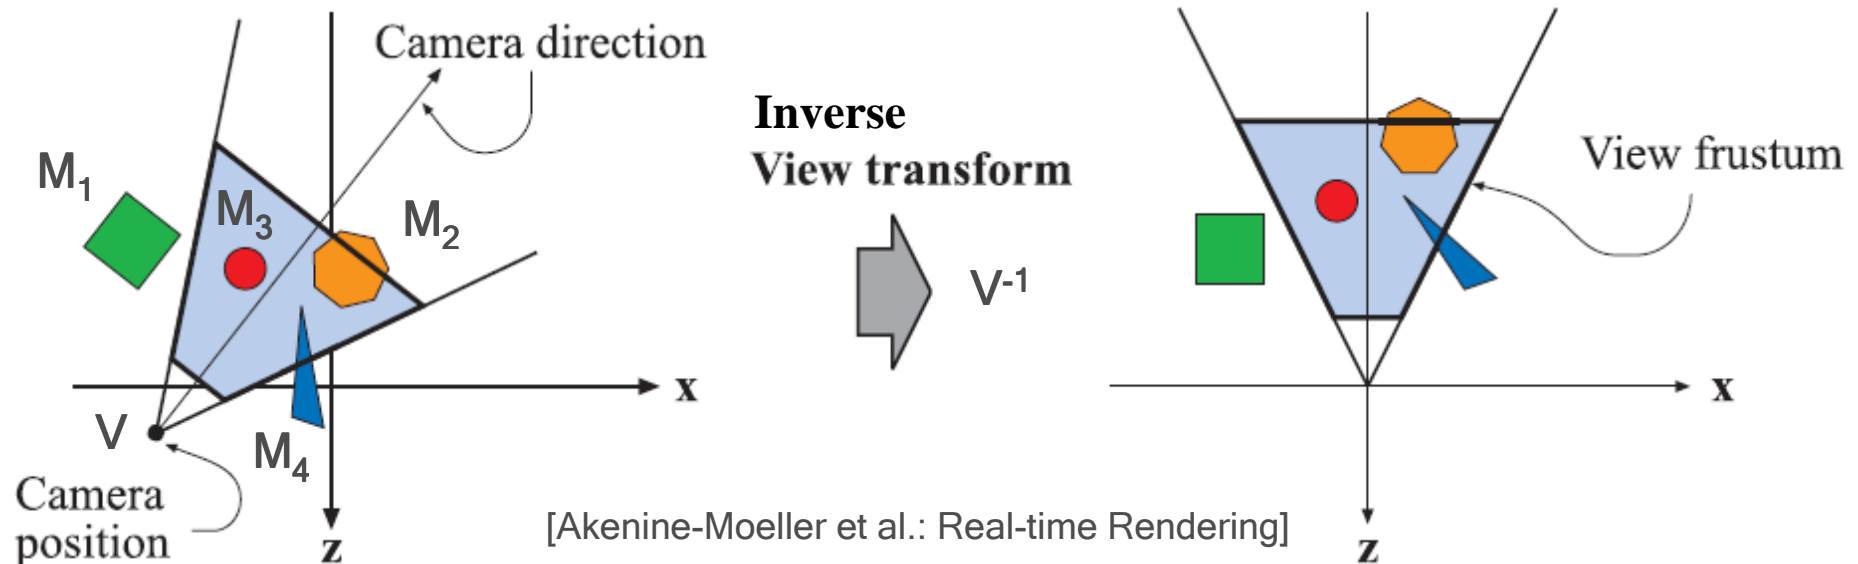 Camera direction
M1
M3
M2
x
V
M4
Camera
position
z
Inverse
View transform
V-1
View frustum
x
z
[Akenine-Moeller et al.: Real-time Rendering]